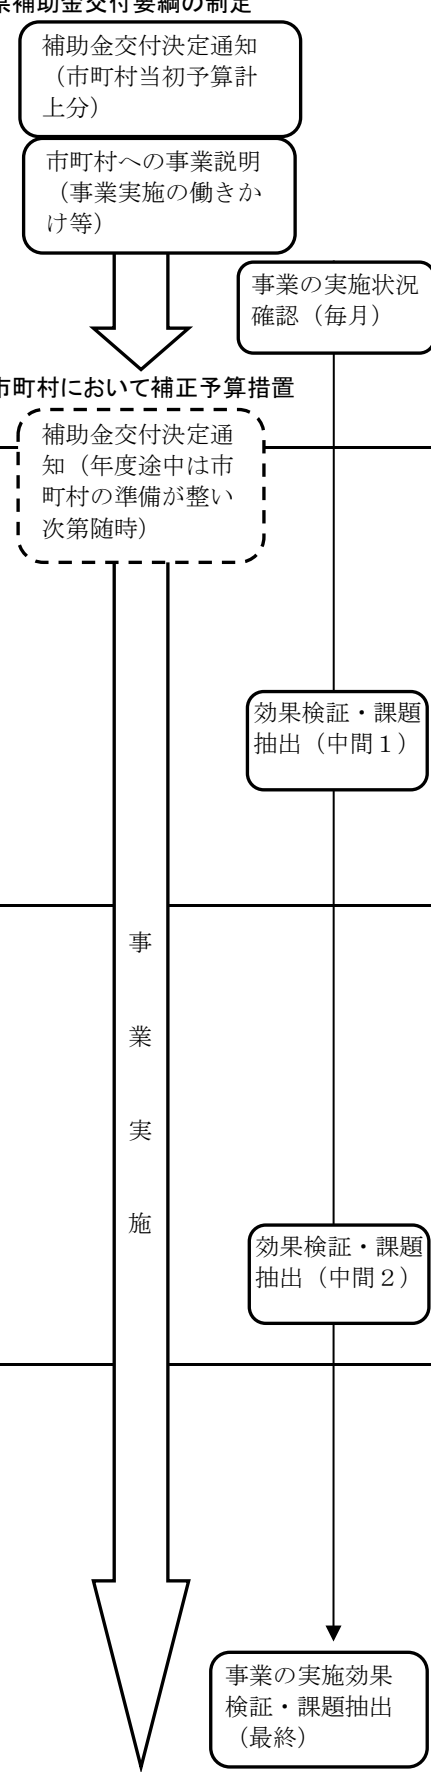 県補助金交付要綱の制定
補助金交付決定通知
（市町村当初予算計
上分）
市町村への事業説明
（事業実施の働きか
け等）
事業の実施状況
確認（毎月）
市町村において補正予算措置
補助金交付決定通
知（年度途中は市
町村の準備が整い
次第随時）
効果検証・課題
抽出（中間１）
事
業
実
施
効果検証・課題
抽出（中間２）
事業の実施効果
検証・課題抽出
（最終）